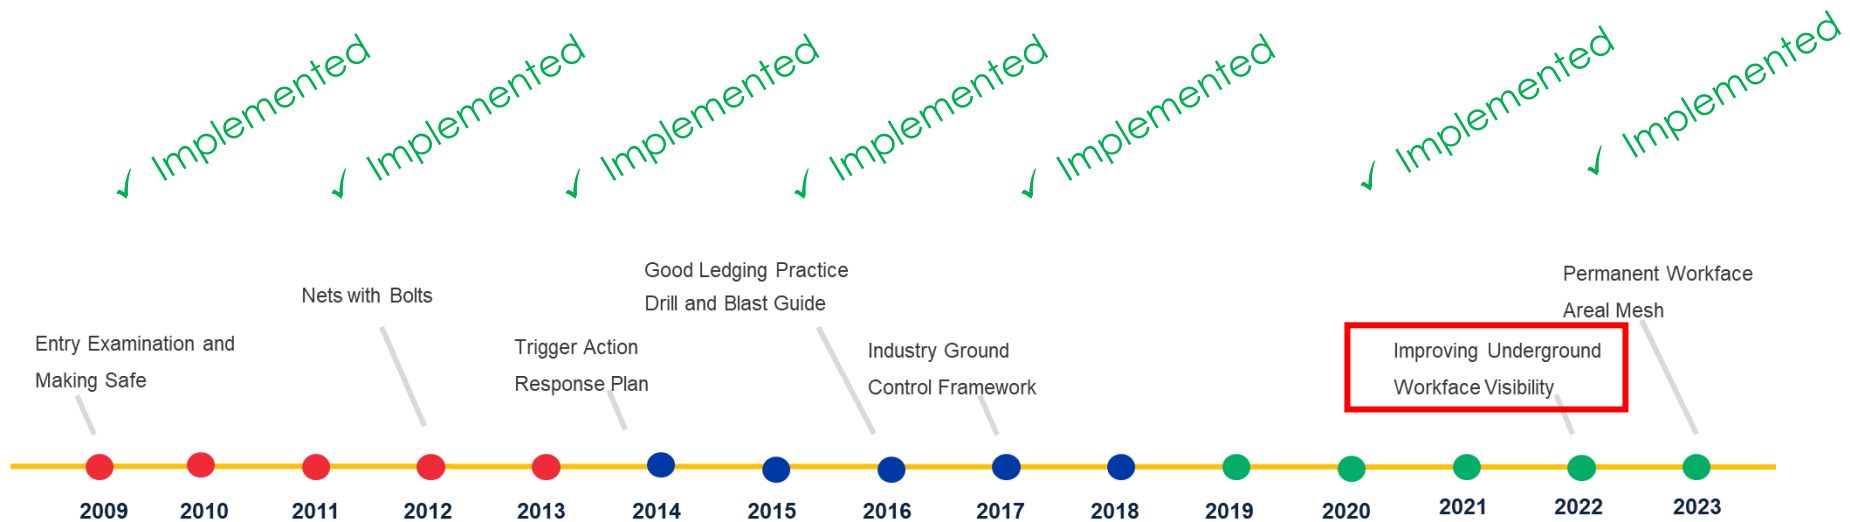 ✓ Implemented
✓ Implemented
✓ Implemented
✓ Implemented
✓ Implemented
✓ Implemented
✓ Implemented
Entry Examination and
Making Safe
Nets with Bolts
Trigger Action
Response Plan
Good Ledging Practice
Drill and Blast Guide
Industry Ground
Control Framework
Improving Underground
Workface Visibility
Permanent Workface
Areal Mesh
2009 2010 2011 2012 2013 2014 2015 2016 2017 2018 2019 2020 2021 2022 2023